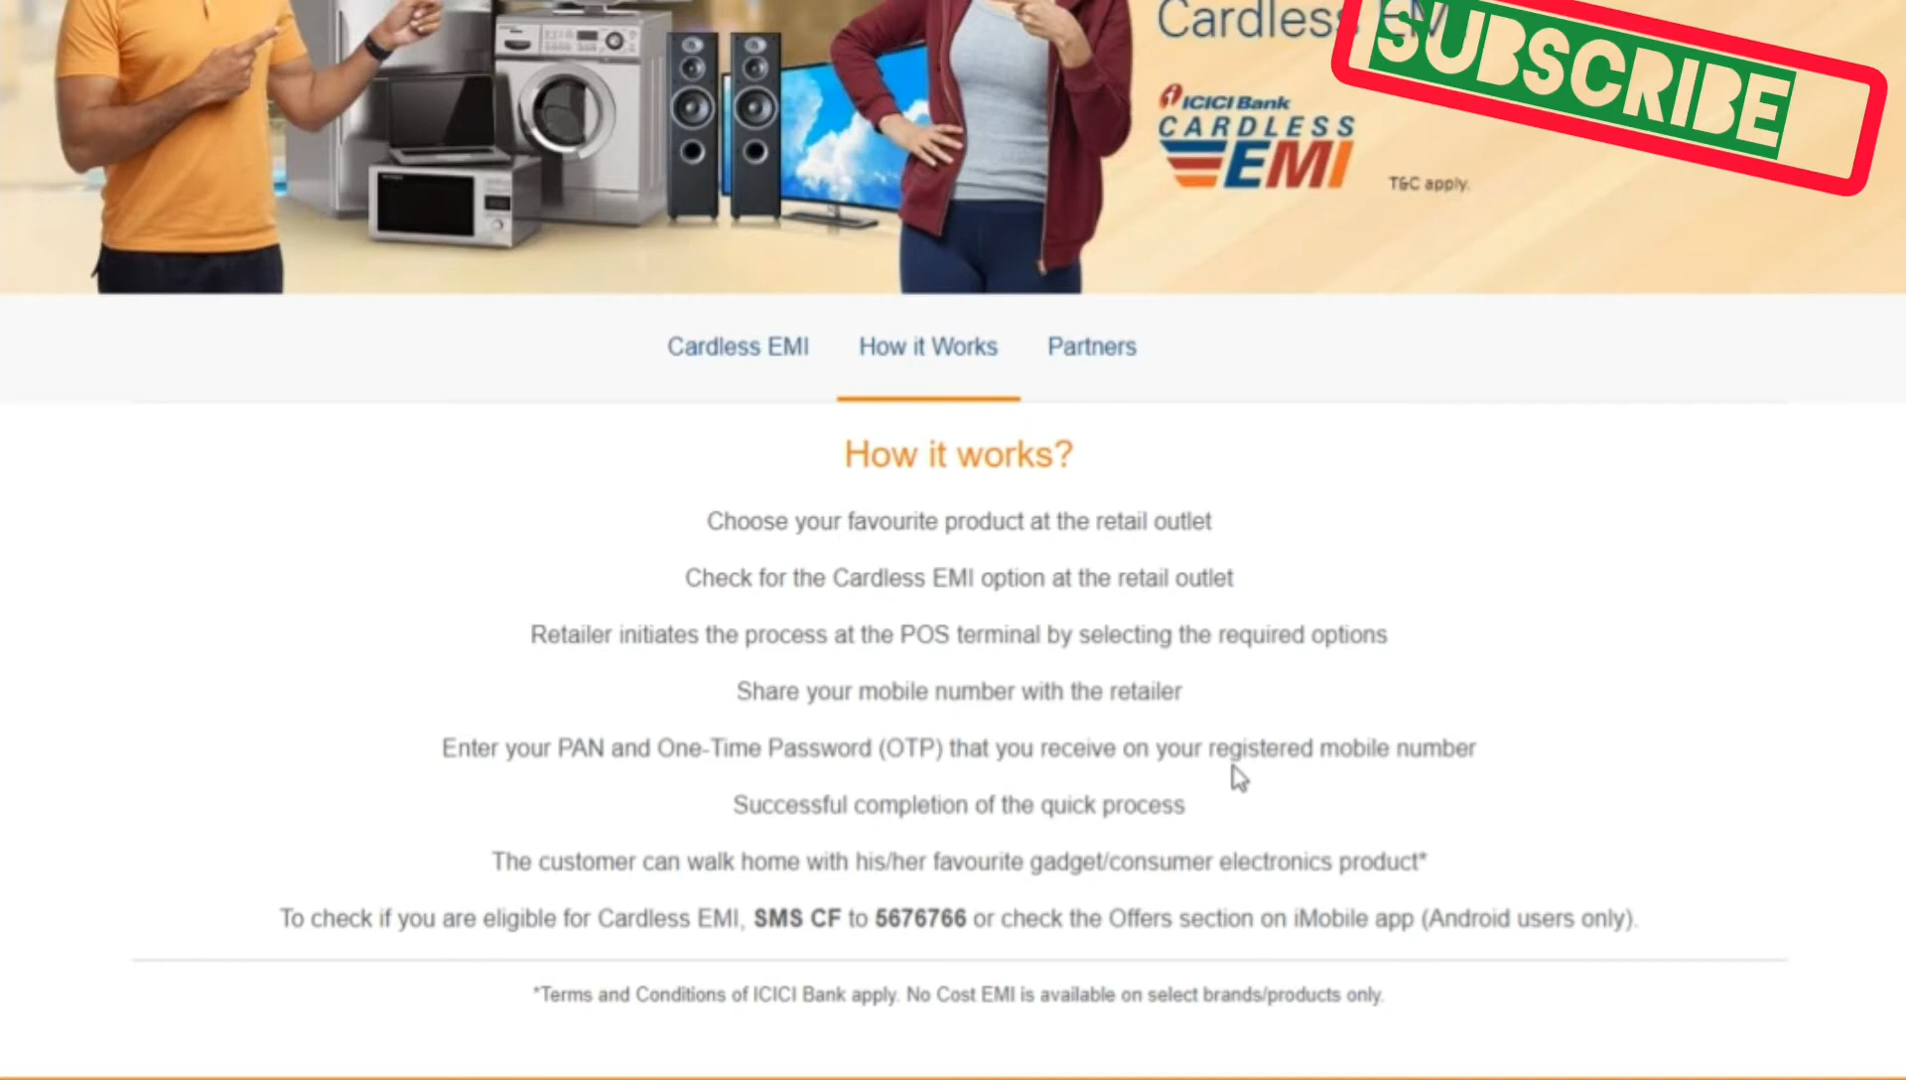 Cardless EM
SUBSCRIBE
ICICI Bank
CARDLESS
EMI
T&C apply.
Cardless EMI
How it Works
Partners
How it works?
Choose your favourite product at the retail outlet
Check for the Cardless EMI option at the retail outlet
Retailer initiates the process at the POS terminal by selecting the required options
Share your mobile number with the retailer
Enter your PAN and One-Time Password (OTP) that you receive on your registered mobile number
Successful completion of the quick process
The customer can walk home with his/her favourite gadget/consumer electronics product*
To check if you are eligible for Cardless EMI, SMS CF to 5676766 or check the Offers section on iMobile app (Android users only).
*Terms and Conditions of ICICI Bank apply. No Cost EMI is available on select brands/products only.